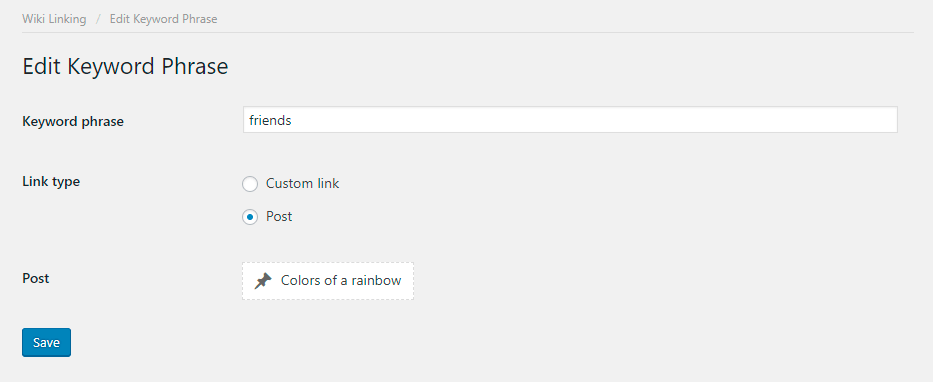 Wiki Linking / Edit Keyword Phrase
Edit Keyword Phrase
Keyword phrase friends
Link type Custom link
Post
Post Colors of a rainbow
Save